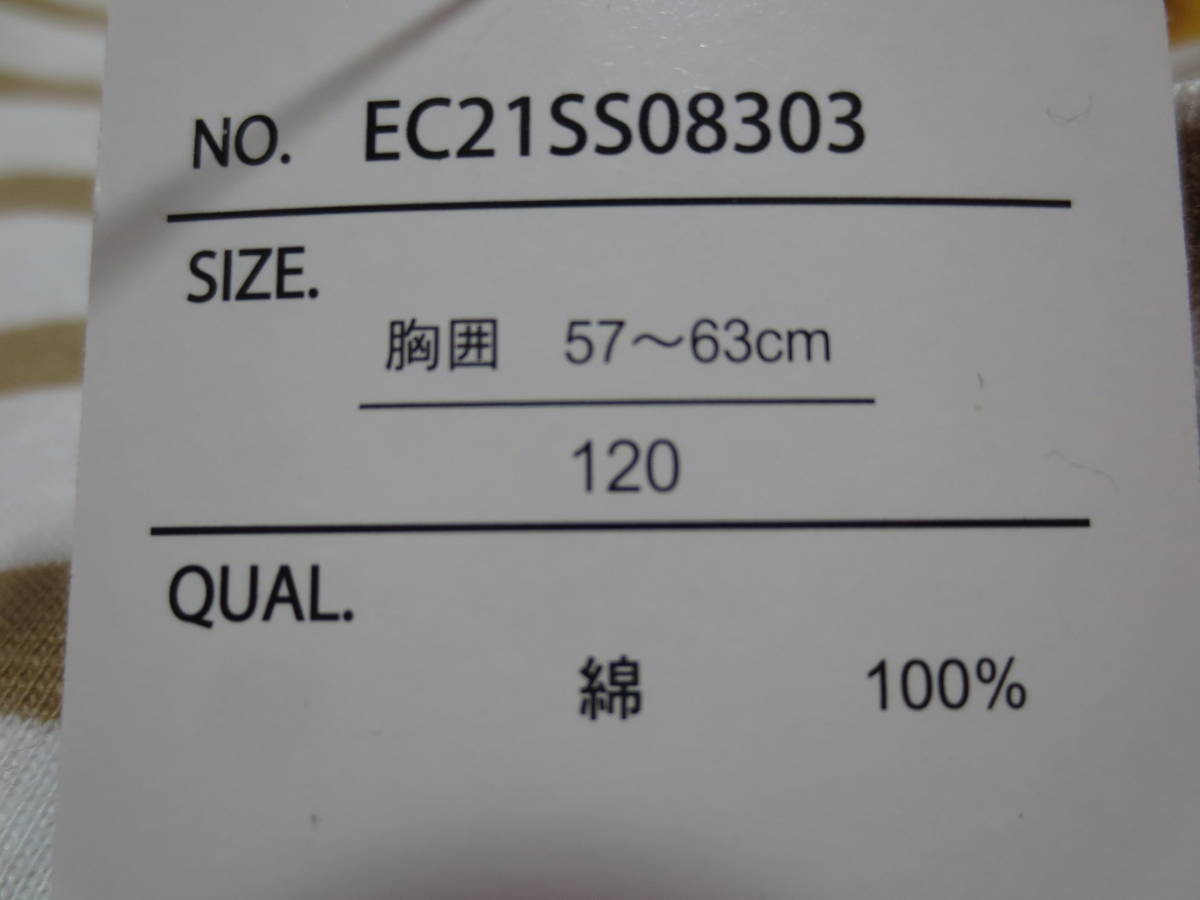 NO. EC21SS08303
SIZE.
胸囲 57～63cm
120
QUAL.
綿 100%